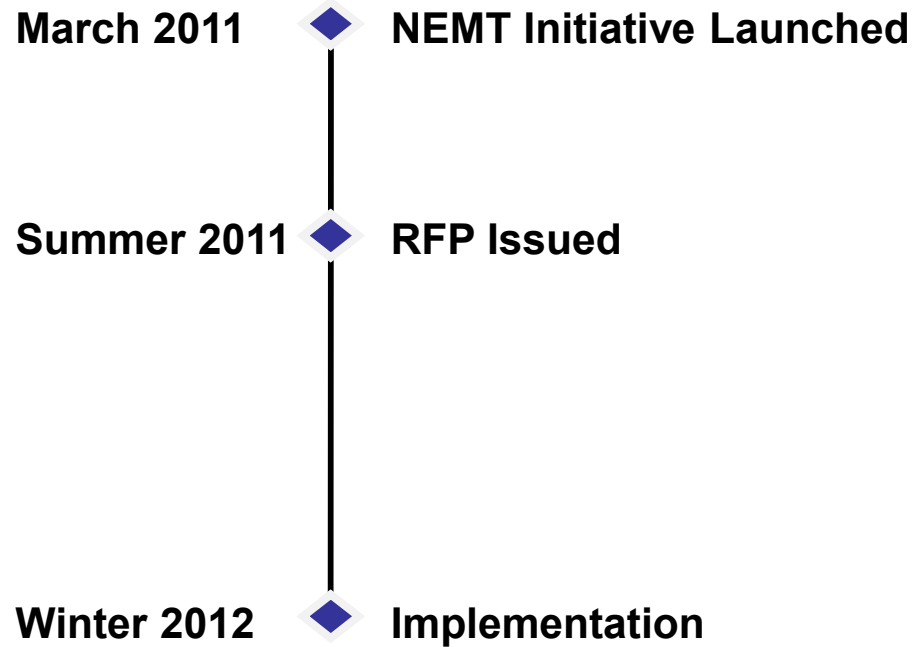 March 2011 NEMT Initiative Launched
Summer 2011 RFP Issued
Winter 2012 Implementation